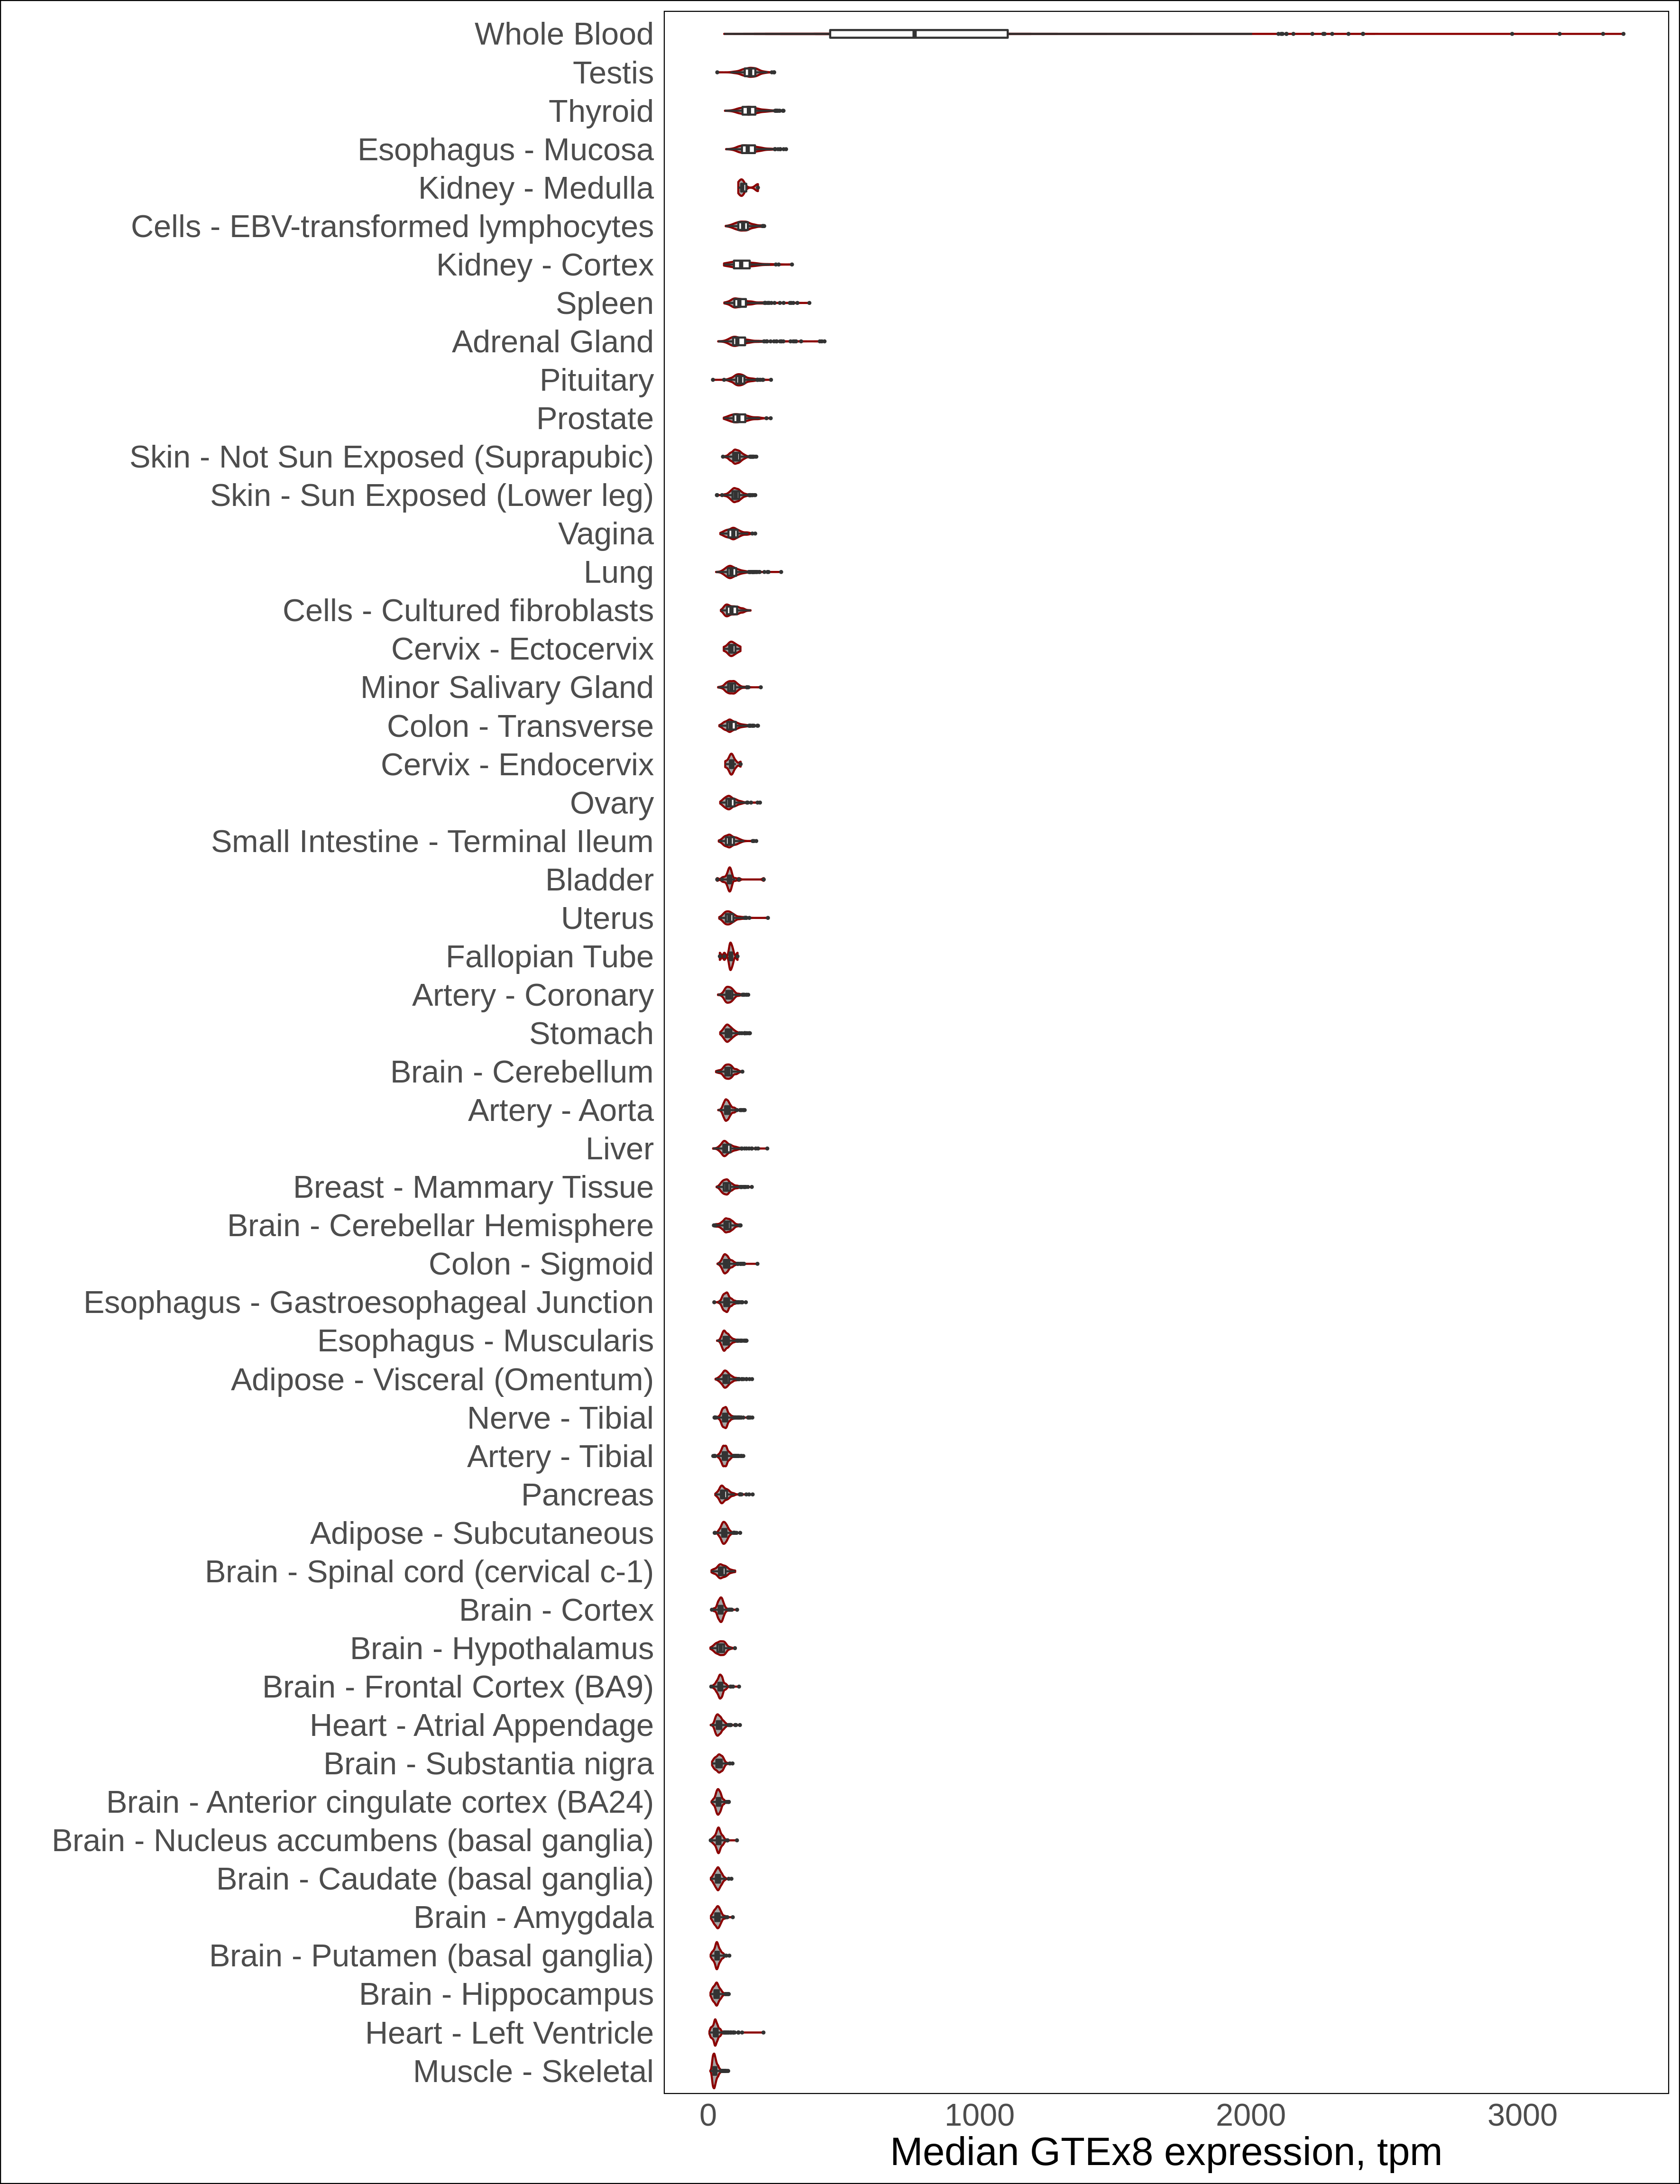 Whole Blood
Testis
Thyroid
Esophagus - Mucosa
Kidney - Medulla
Cells - EBV-transformed lymphocytes
Kidney - Cortex
Spleen
Adrenal Gland
Pituitary
Prostate
Skin - Not Sun Exposed (Suprapubic)
Skin - Sun Exposed (Lower leg)
Vagina
Lung
Cells - Cultured fibroblasts
Cervix - Ectocervix
Minor Salivary Gland
Colon - Transverse
Cervix - Endocervix
Ovary
Small Intestine - Terminal Ileum
Bladder
Uterus
Fallopian Tube
Artery - Coronary
Stomach
Brain - Cerebellum
Artery - Aorta
Liver
Breast - Mammary Tissue
Brain - Cerebellar Hemisphere
Colon - Sigmoid
Esophagus - Gastroesophageal Junction
Esophagus - Muscularis
Adipose - Visceral (Omentum)
Nerve - Tibial
Artery - Tibial
Pancreas
Adipose - Subcutaneous
Brain - Spinal cord (cervical c-1)
Brain - Cortex
Brain - Hypothalamus
Brain - Frontal Cortex (BA9)
Heart - Atrial Appendage
Brain - Substantia nigra
Brain - Anterior cingulate cortex (BA24)
Brain - Nucleus accumbens (basal ganglia)
Brain - Caudate (basal ganglia)
Brain - Amygdala
Brain - Putamen (basal ganglia)
Brain - Hippocampus
Heart - Left Ventricle
Muscle - Skeletal
0 1000 2000 3000
Median GTEx8 expression, tpm